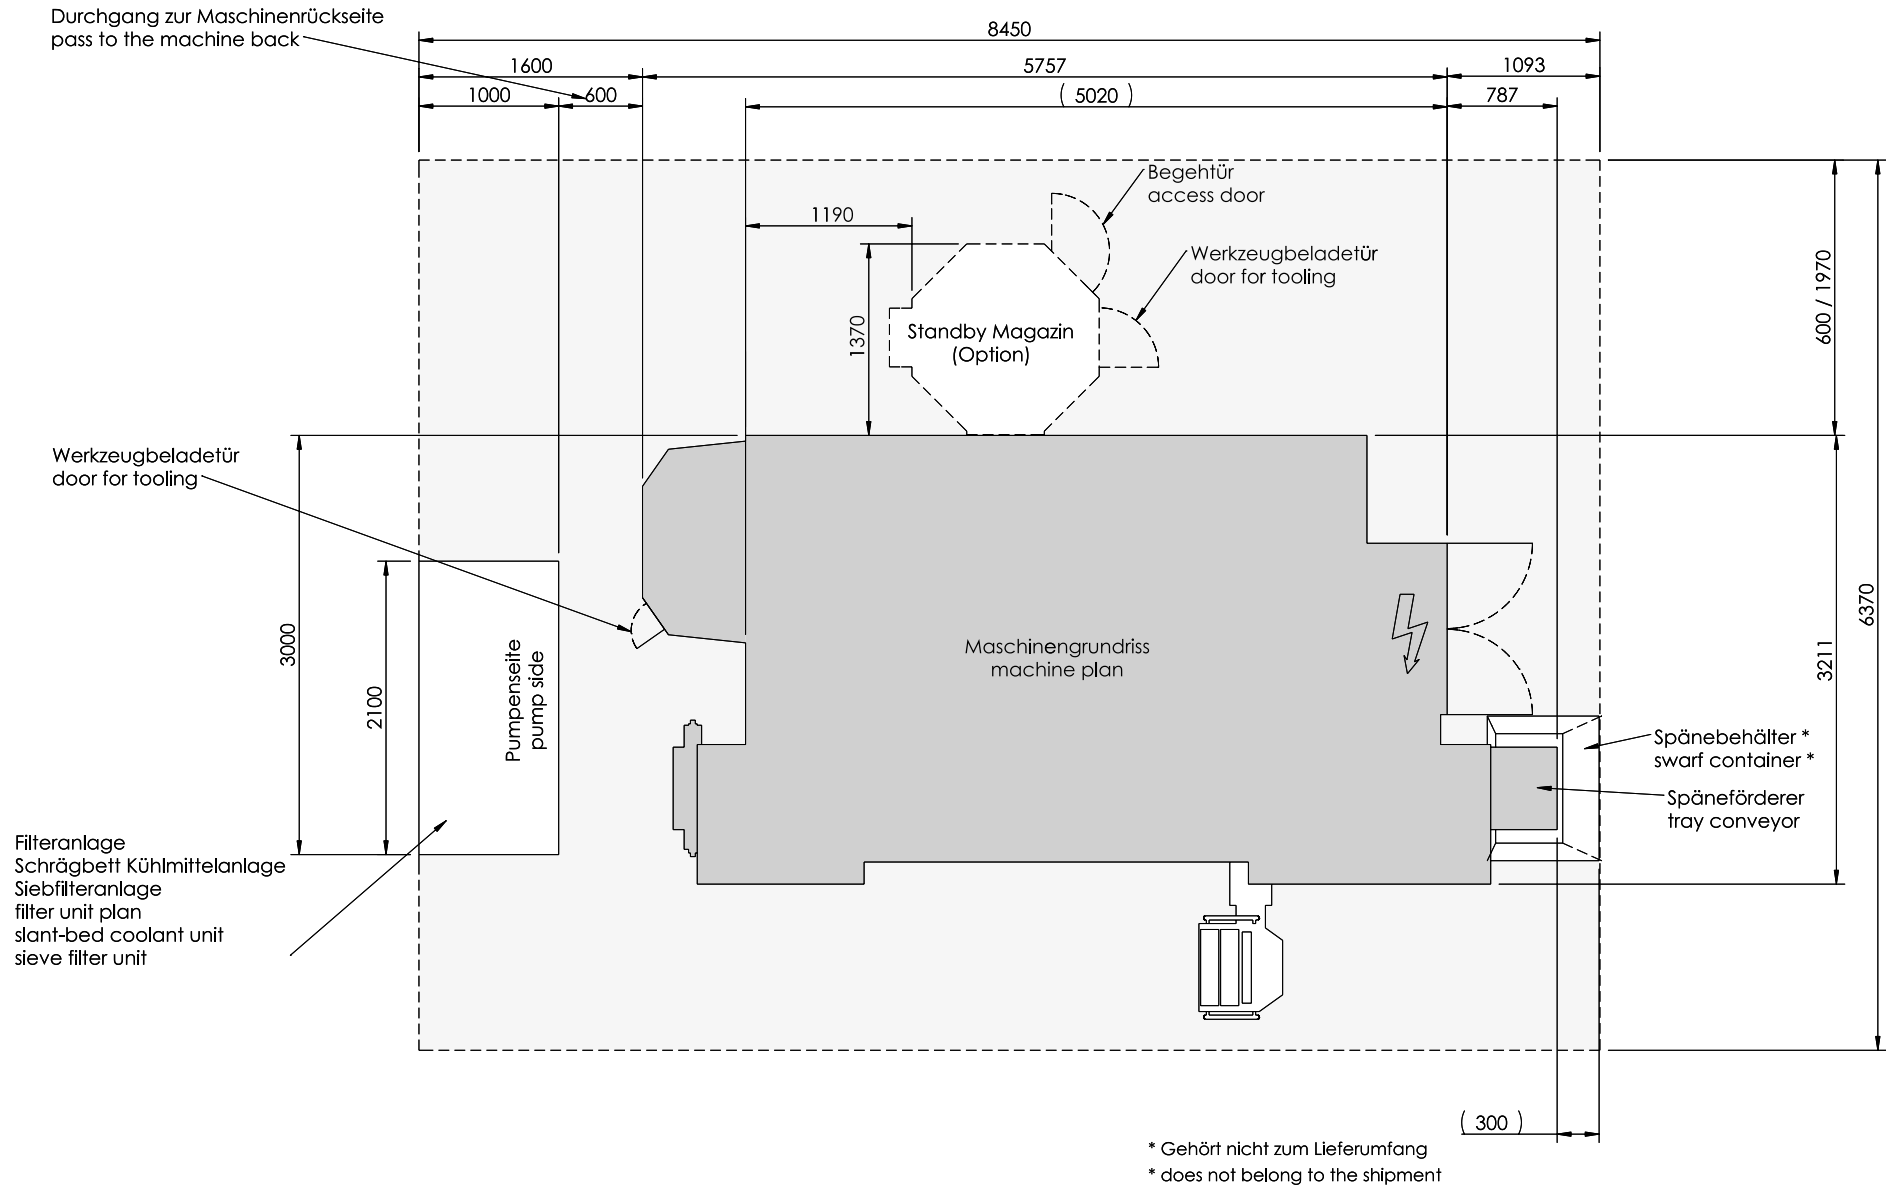 Durchgang zur Maschinenrückseite
pass to the machine back
8450
1600
5757
1093
1000
600
( 5020 )
787
Begehtür
access door
1190
Werkzeugbeladetür
door for tooling
1370
Standby Magazin
(Option)
600 / 1970
Werkzeugbeladetür
door for tooling
6370
3000
2100
Pumpenseite
pump side
Maschinengrundriss
machine plan
3211
Spänebehälter *
swarf container *
Späneförderer
tray conveyor
Filteranlage
Schrägbett Kühlmittelanlage
Siebfilteranlage
filter unit plan
slant-bed coolant unit
sieve filter unit
( 300 )
* Gehört nicht zum Lieferumfang
* does not belong to the shipment